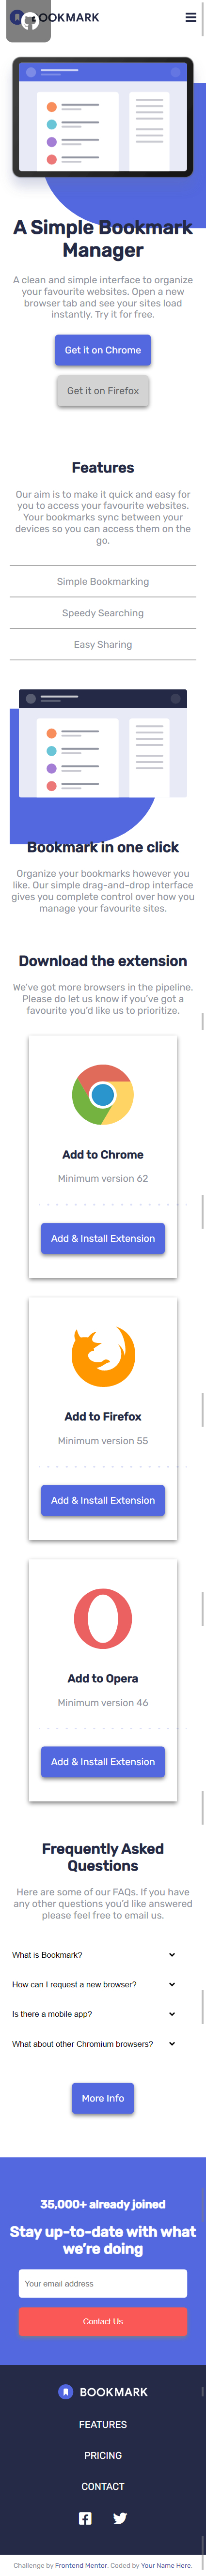 BOOKMARK
A Simple Bookmark
Manager
A clean and simple interface to organize
your favourite websites. Open a new
browser tab and see your sites load
instantly. Try it for free.
Get it on Chrome
Get it on Firefox
Features
Our aim is to make it quick and easy for
you to access your favourite websites.
Your bookmarks sync between your
devices so you can access them on the
go.
Simple Bookmarking
Speedy Searching
Easy Sharing
Bookmark in one click
Organize your bookmarks however you
like. Our simple drag-and-drop interface
gives you complete control over how you
manage your favourite sites.
Download the extension
We've got more browsers in the pipeline.
Please do let us know if you've got a
favourite you'd like us to prioritize.
Add to Chrome
Minimum version 62
Add & Install Extension
Add to Firefox
Minimum version 55
Add & Install Extension
Add to Opera
Minimum version 46
Add & Install Extension
Frequently Asked
Questions
Here are some of our FAQs. If you have
any other questions you'd like answered
please feel free to email us.
What is Bookmark?
How can I request a new browser?
Is there a mobile app?
What about other Chromium browsers?
More Info
35,000+ already joined
Stay up-to-date with what
we're doing
Your email address
Contact Us
BOOKMARK
FEATURES
PRICING
CONTACT
Challenge by Frontend Mentor. Coded by Your Name Here.